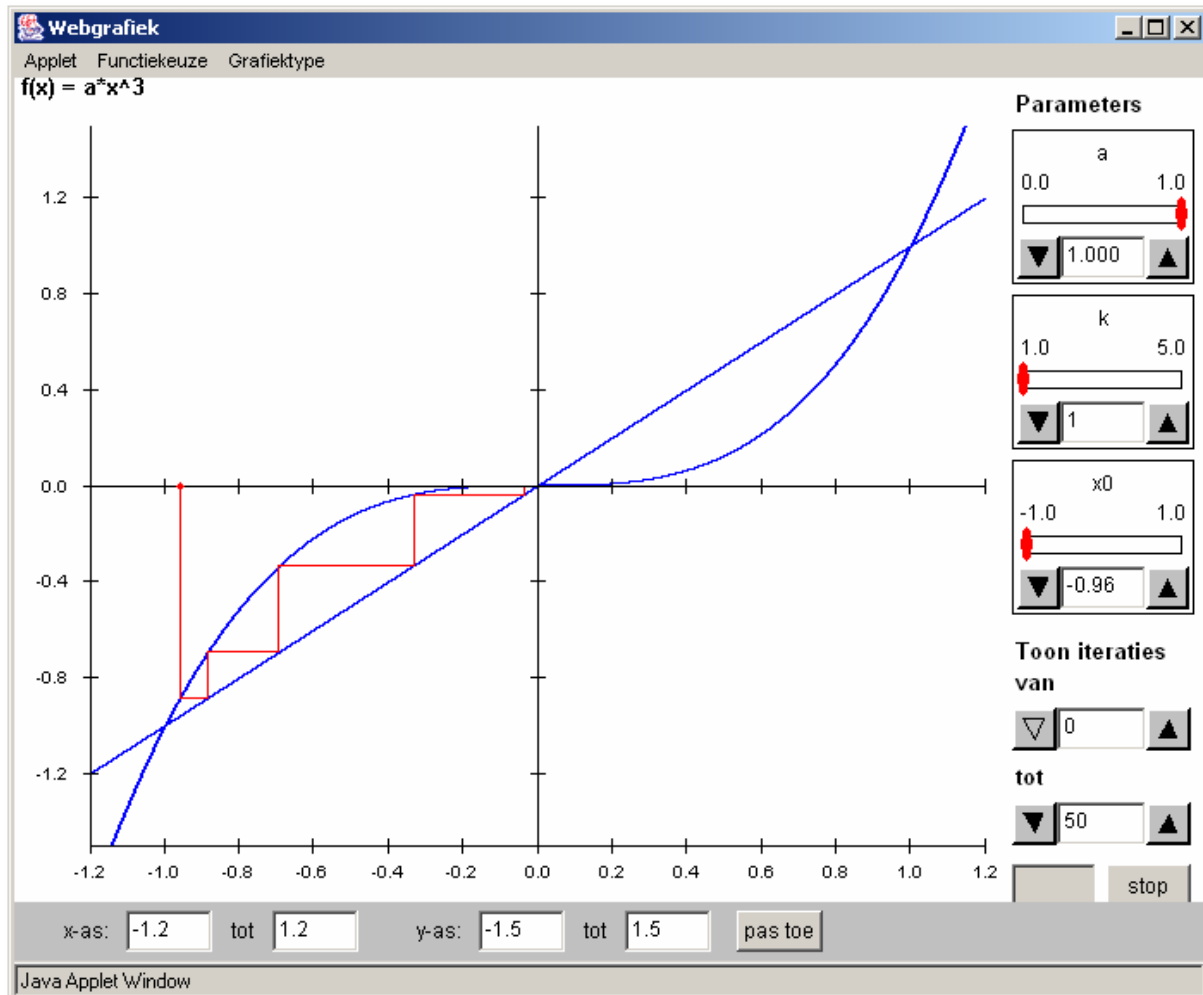 Webgrafiek
Applet Functiekeuze Grafiektype
f(x) = a*x^3
1.2
0.8
0.4
0.0
-0.4
-0.8
-1.2
-1.2 -1.0 -0.8 -0.6 -0.4 -0.2 0.0 0.2 0.4 0.6 0.8 1.0 1.2
Parameters
a
0.0 1.0
1.000
k
1.0 5.0
1
x0
-1.0 1.0
-0.96
Toon iteraties
van
0
tot
50
stop
x-as: -1.2 tot 1.2 y-as: -1.5 tot 1.5 pas toe
Java Applet Window